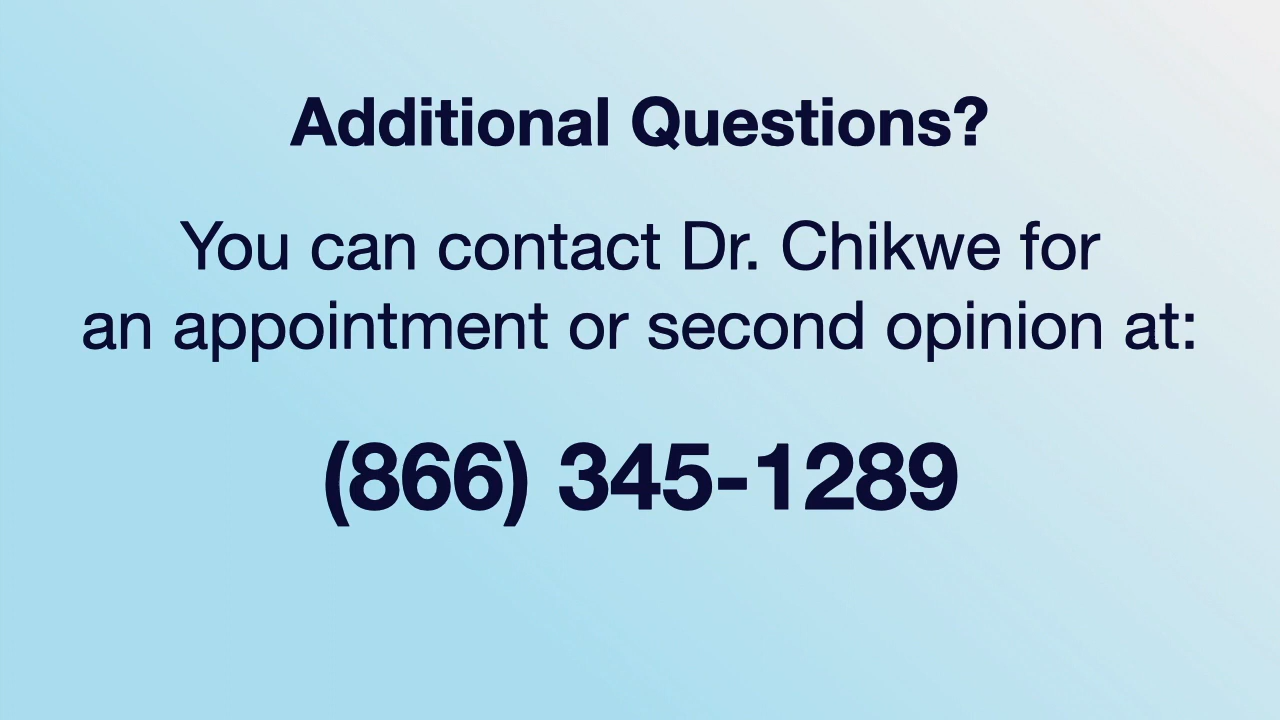 Additional Questions?
You can contact Dr. Chikwe for
an appointment or second opinion at:
(866) 345-1289